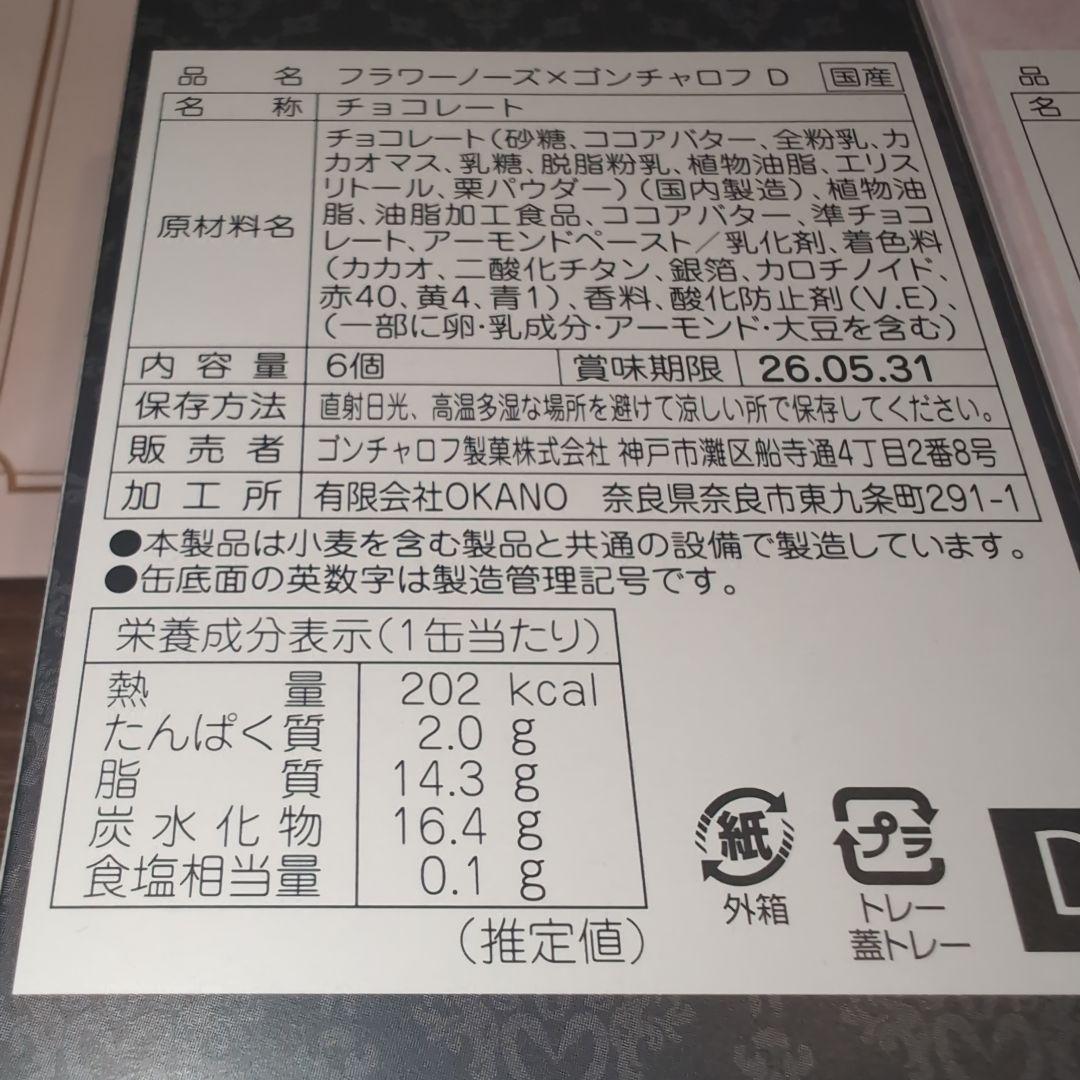 品名 フラワーノーズ×ゴンチャロフ D 国産
名称 チョコレート
原材料名
チョコレート(砂糖、ココアバター、全粉乳、カ
カオマス、乳糖、脱脂粉乳、植物油脂、エリス
リトール、栗パウダー)(国内製造)、植物油
脂、油脂加工食品、ココアバター、準チョコ
レート、アーモンドペースト／乳化剤、着色料
(カカオ、二酸化チタン、銀箔、カロチノイド、
赤40、黄4、青1)、香料、酸化防止剤(V.E)、
(一部に卵・乳成分・アーモンド・大豆を含む)
内容量 6個 賞味期限 26.05.31
保存方法 直射日光、高温多湿な場所を避けて涼しい所で保存してください。
販売者 ゴンチャロフ製菓株式会社 神戸市灘区船寺通4丁目2番8号
加工所 有限会社OKANO 奈良県奈良市東九条町291-1
●本製品は小麦を含む製品と共通の設備で製造しています。
●缶底面の英数字は製造管理記号です。
栄養成分表示(1缶当たり)
熱量 202 kcal
たんぱく質 2.0 g
脂質 14.3 g
炭水化物 16.4 g
食塩相当量 0.1 g
(推定値)
紙
外箱
プラ
トレー
蓋トレー
品
名
D